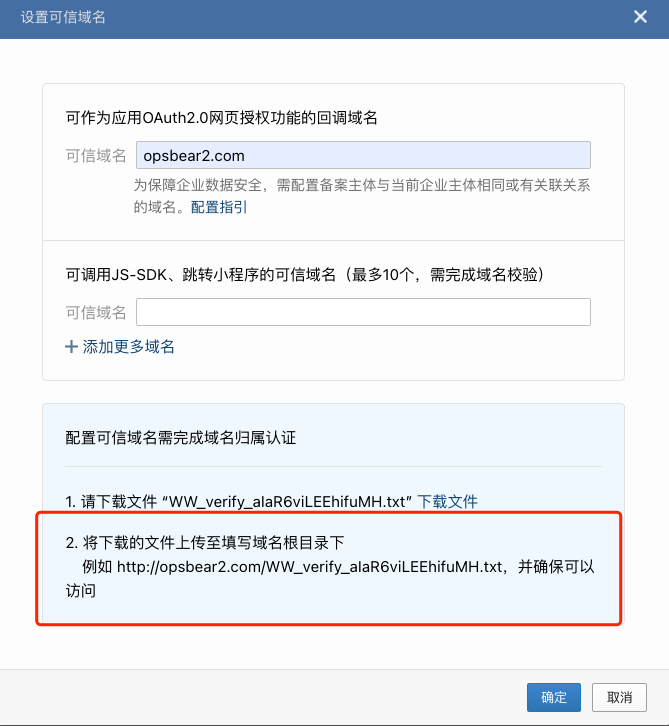 设置可信域名
可作为应用OAuth2.0网页授权功能的回调域名
可信域名 opsbear2.com
为保障企业数据安全，需配置备案主体与当前企业主体相同或有关联关系
的域名。配置指引
可调用JS-SDK、跳转小程序的可信域名（最多10个，需完成域名校验）
可信域名
添加更多域名
配置可信域名需完成域名归属认证
1. 请下载文件 “WW_verify_alaR6viLEEhifuMH.txt” 下载文件
2. 将下载的文件上传至填写域名根目录下
例如 http://opsbear2.com/WW_verify_alaR6viLEEhifuMH.txt，并确保可以
访问
确定 取消